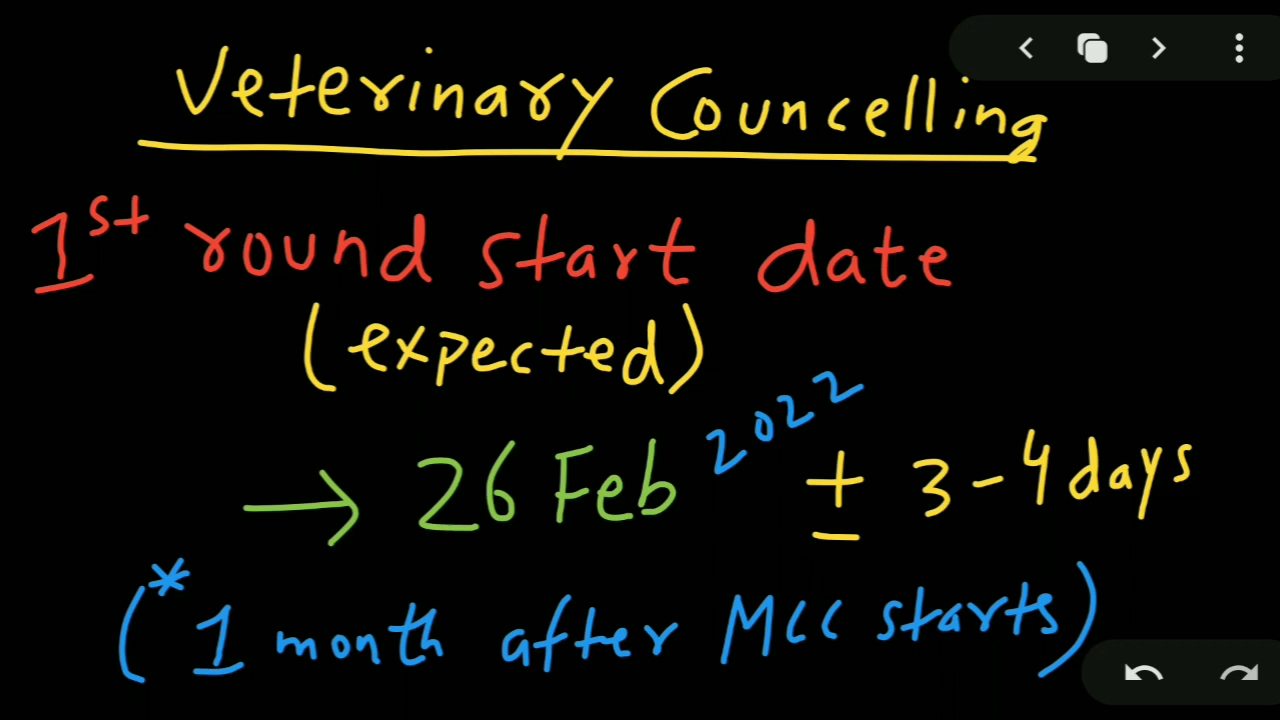 Veterinary Councelling
1st round start date
(expected)
→ 26 Feb 2022 ± 3-4 days
(*1 month after MCC starts)